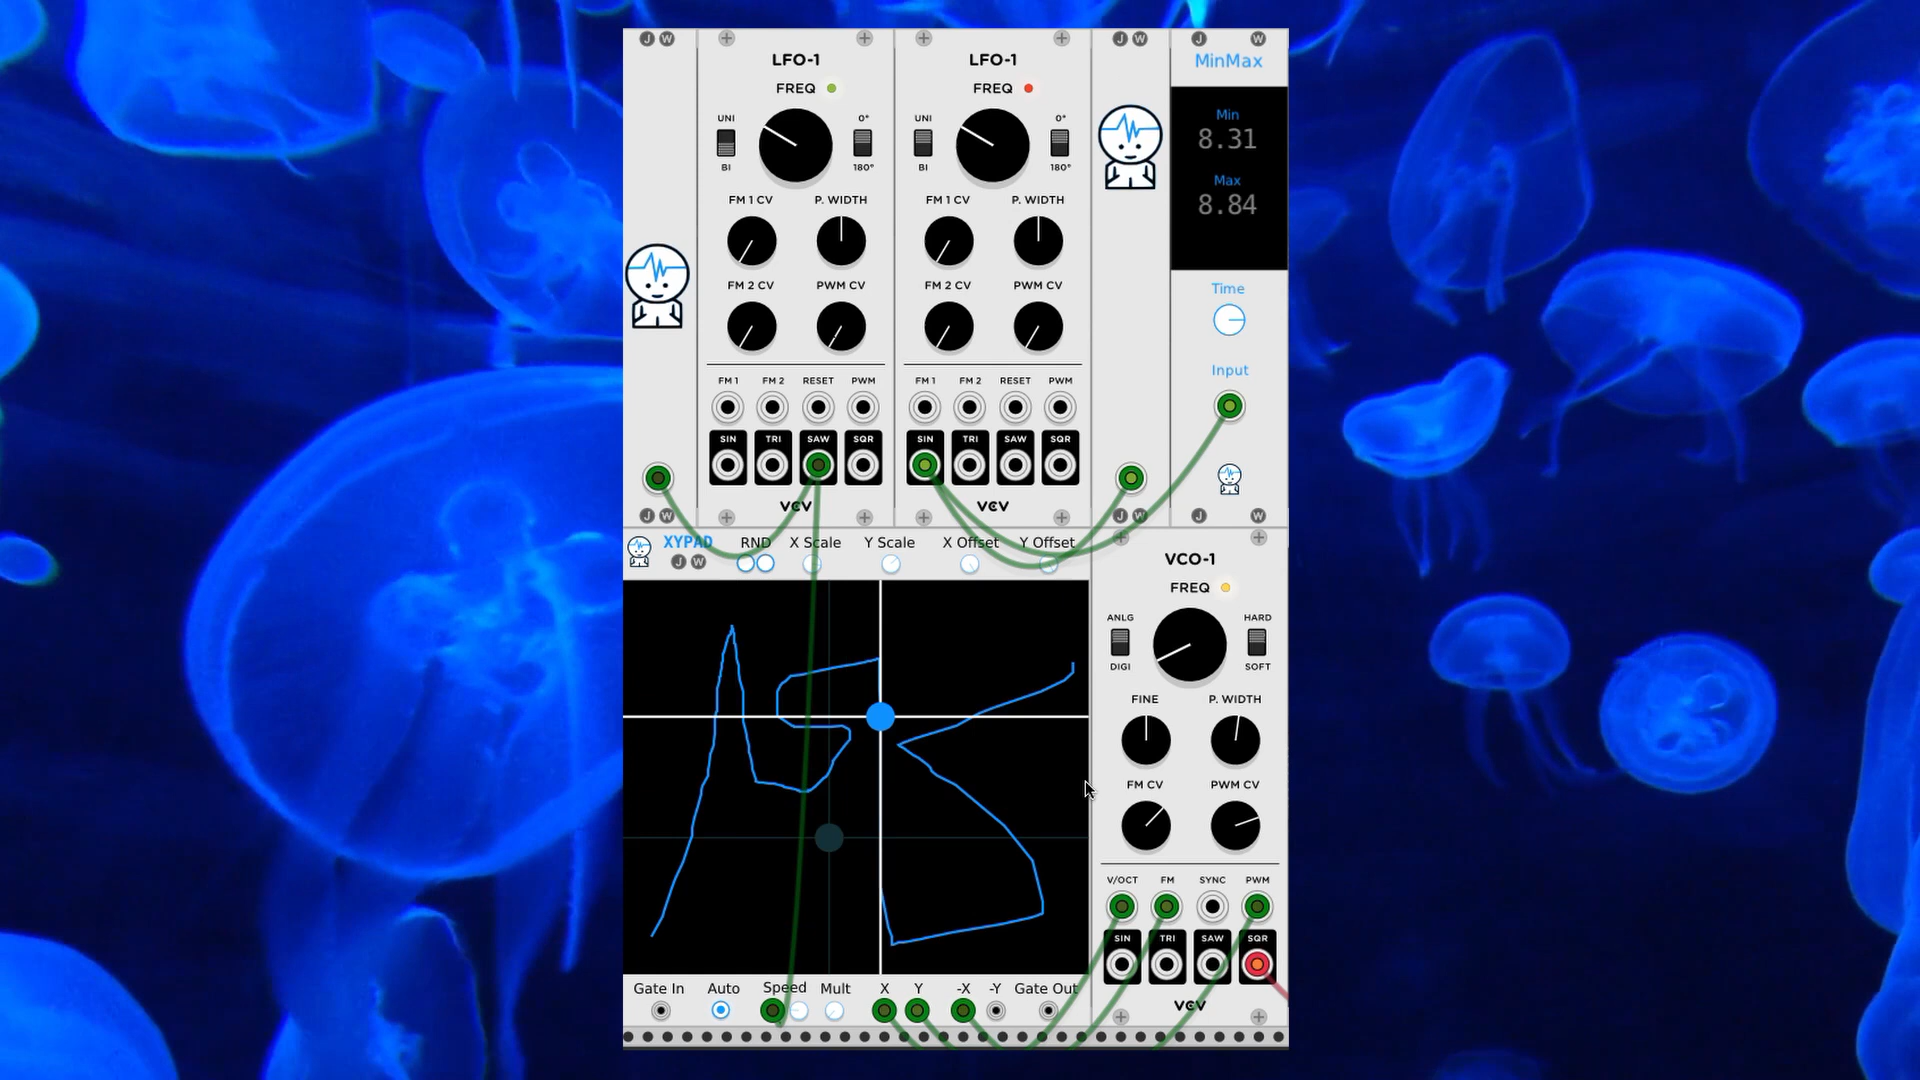 J W J W J W
LFO-1 LFO-1 MinMax
FREQ FREQ
UNI 0° UNI 0° Min
8.31
BI 180° BI 180° Max
8.84
FM 1 CV P. WIDTH FM 1 CV P. WIDTH
FM 2 CV PWM CV FM 2 CV PWM CV Time
Input
FM 1 FM 2 RESET PWM FM 1 FM 2 RESET PWM
SIN TRI SAW SQR SIN TRI SAW SQR
VCV VCV
J W J W J W
XYPAD RND X Scale Y Scale X Offset Y Offset
J W
VCO-1
FREQ
ANLG HARD
DIGI SOFT
FINE P. WIDTH
FM CV PWM CV
V/OCT FM SYNC PWM
SIN TRI SAW SQR
VCV
Gate In Auto Speed Mult X Y -X -Y Gate Out